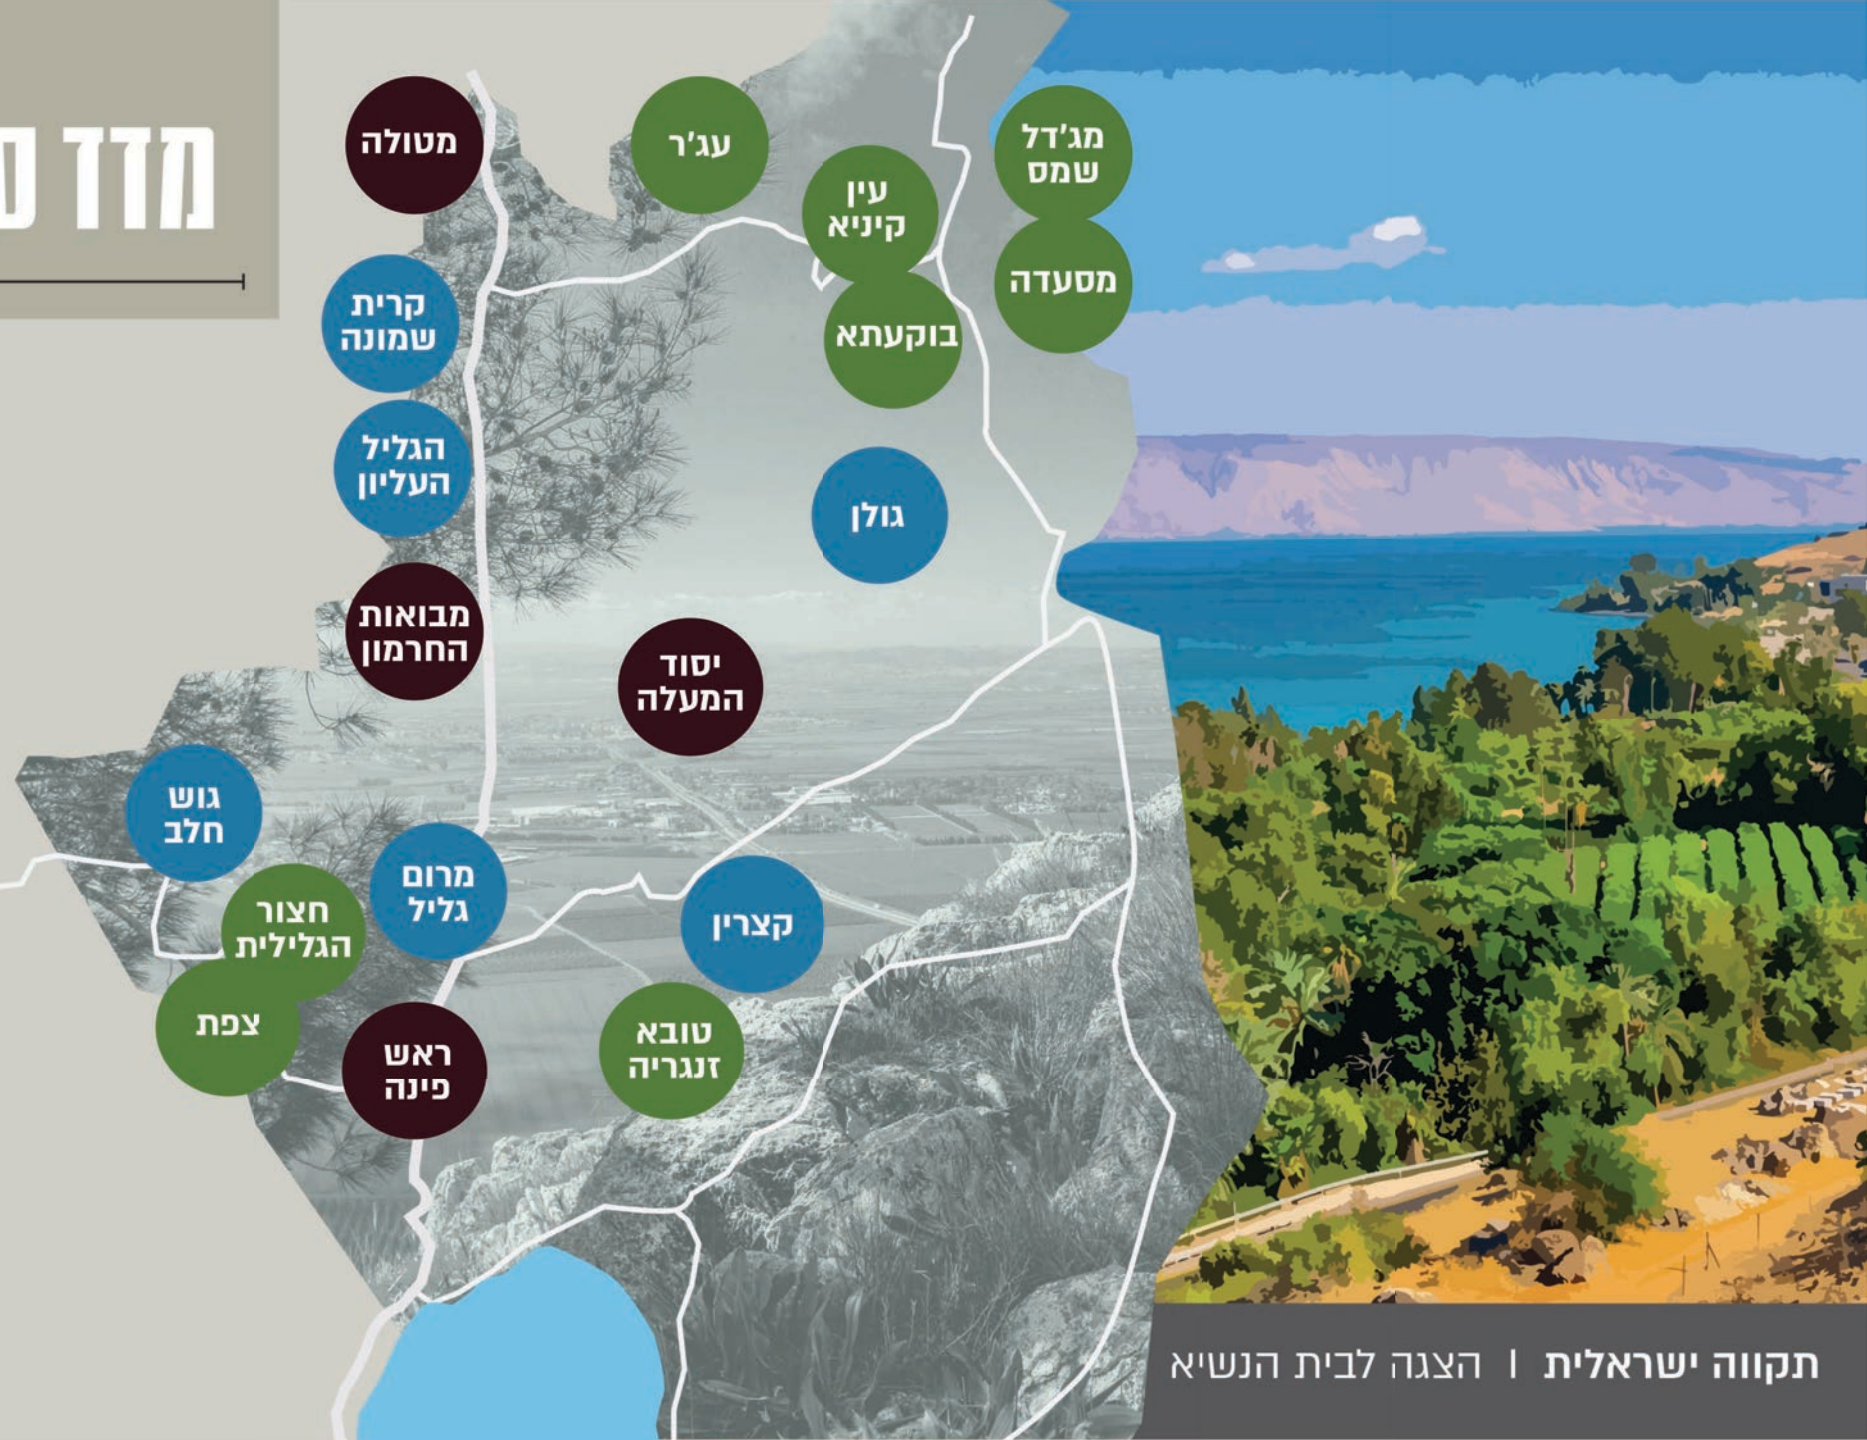 מדד
מטולה
עג'ר
מג'דל
שמס
עין
קיניא
מסעדה
בוקעתא
קרית
שמונה
הגליל
העליון
גולן
מבואות
החרמון
יסוד
המעלה
גוש
חלב
מרום
גליל
חצור
הגלילית
קצרין
צפת
ראש
פינה
טובא
זנגריה
תקווה ישראלית | הצגה לבית הנשיא